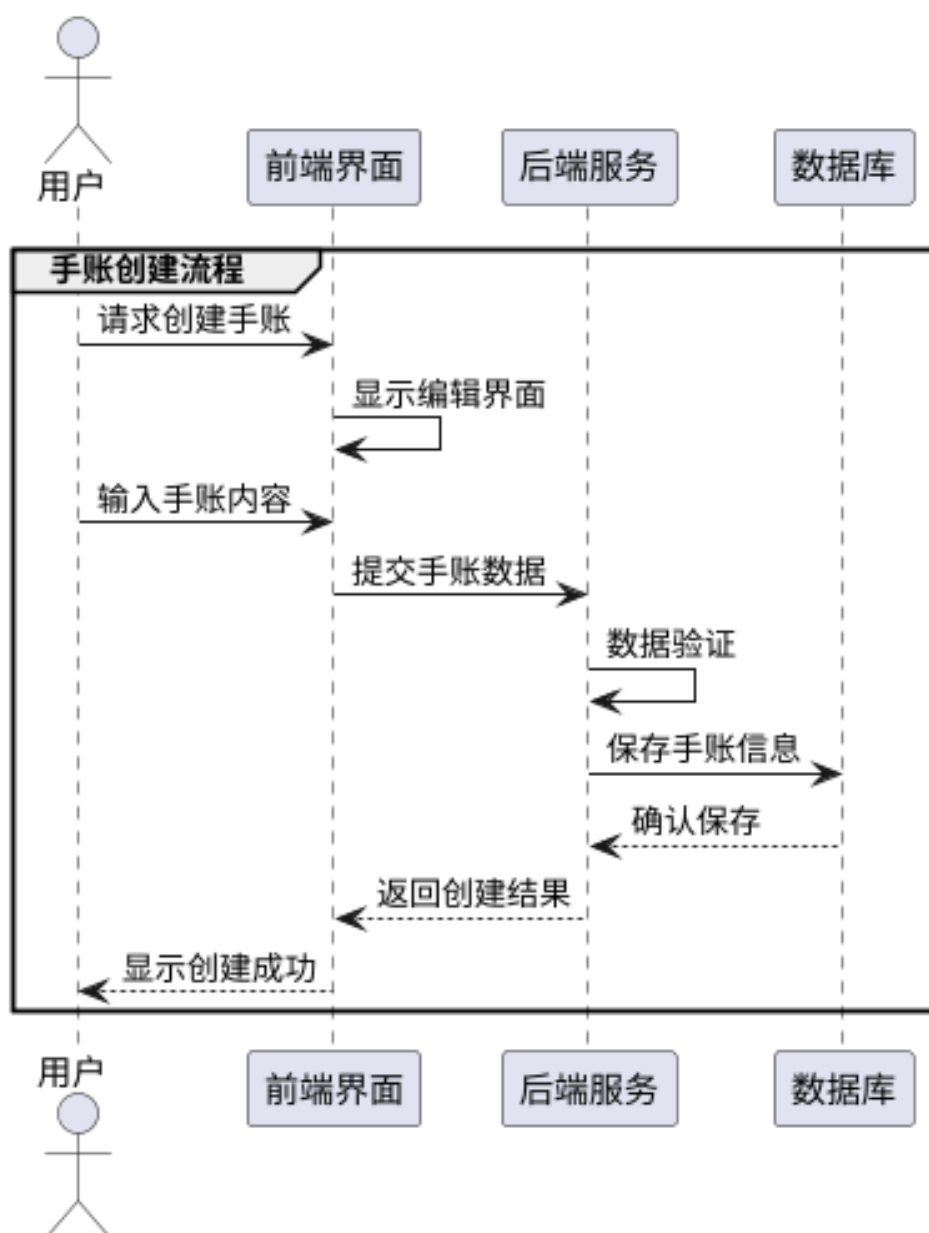 用户
前端界面
后端服务
数据库
手账创建流程
请求创建手账
显示编辑界面
输入手账内容
提交手账数据
数据验证
保存手账信息
确认保存
返回创建结果
显示创建成功
用户
前端界面
后端服务
数据库